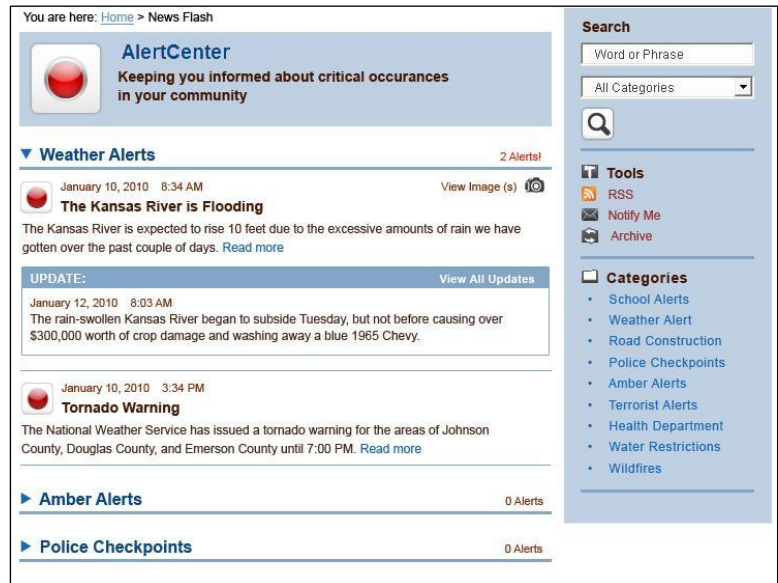 You are here: Home > News Flash
AlertCenter
Keeping you informed about critical occurances
in your community
Weather Alerts
2 Alerts!
January 10, 2010 8:34 AM
View Image (s)
The Kansas River is Flooding
The Kansas River is expected to rise 10 feet due to the excessive amounts of rain we have
gotten over the past couple of days. Read more
UPDATE:
View All Updates
January 12, 2010 8:03 AM
The rain-swollen Kansas River began to subside Tuesday, but not before causing over
$300,000 worth of crop damage and washing away a blue 1965 Chevy.
January 10, 2010 3:34 PM
Tornado Warning
The National Weather Service has issued a tornado warning for the areas of Johnson
County, Douglas County, and Emerson County until 7:00 PM. Read more
Amber Alerts
0 Alerts
Police Checkpoints
0 Alerts
Search
Word or Phrase
All Categories
T Tools
RSS
Notify Me
Archive
Categories
• School Alerts
• Weather Alert
• Road Construction
• Police Checkpoints
• Amber Alerts
• Terrorist Alerts
• Health Department
• Water Restrictions
• Wildfires